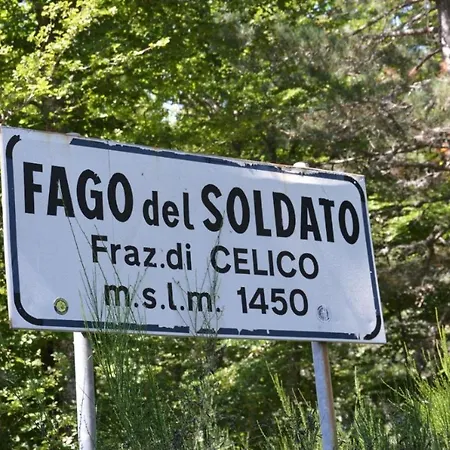 FAGO del SOLDATO
Fraz.di CELICO
m.s.l.m. 1450